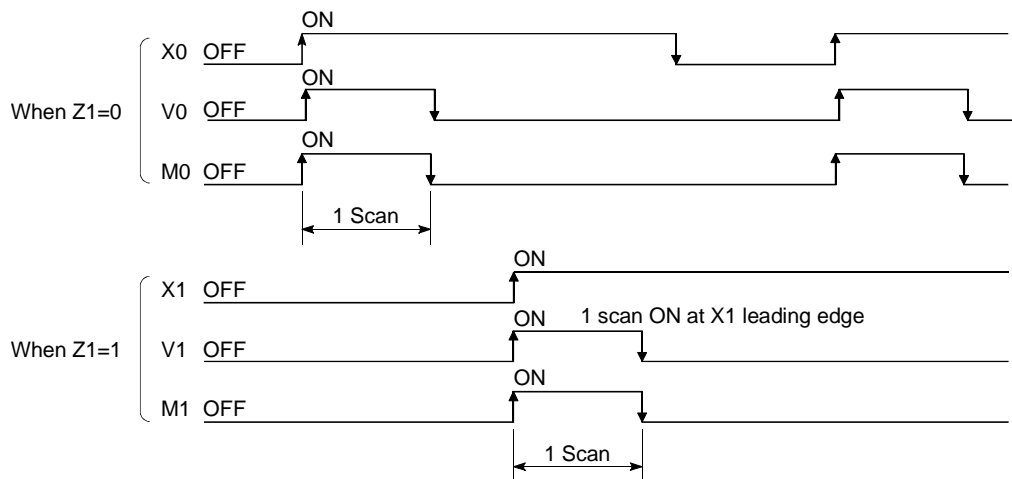 ON
X0 OFF
ON
When Z1=0 V0 OFF
ON
M0 OFF
1 Scan
ON
X1 OFF
ON 1 scan ON at X1 leading edge
When Z1=1 V1 OFF
ON
M1 OFF
1 Scan